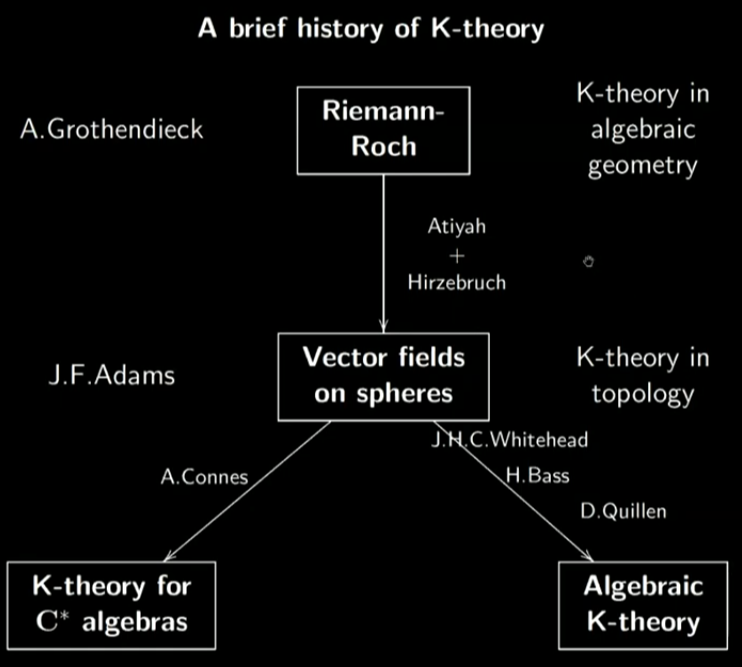 A brief history of K-theory
A.Grothendieck
Riemann-
Roch
K-theory in
algebraic
geometry
Atiyah
+
Hirzebruch
J.F.Adams
Vector fields
on spheres
K-theory in
topology
J.H.C.Whitehead
A.Connes
H.Bass
D.Quillen
K-theory for
C* algebras
Algebraic
K-theory